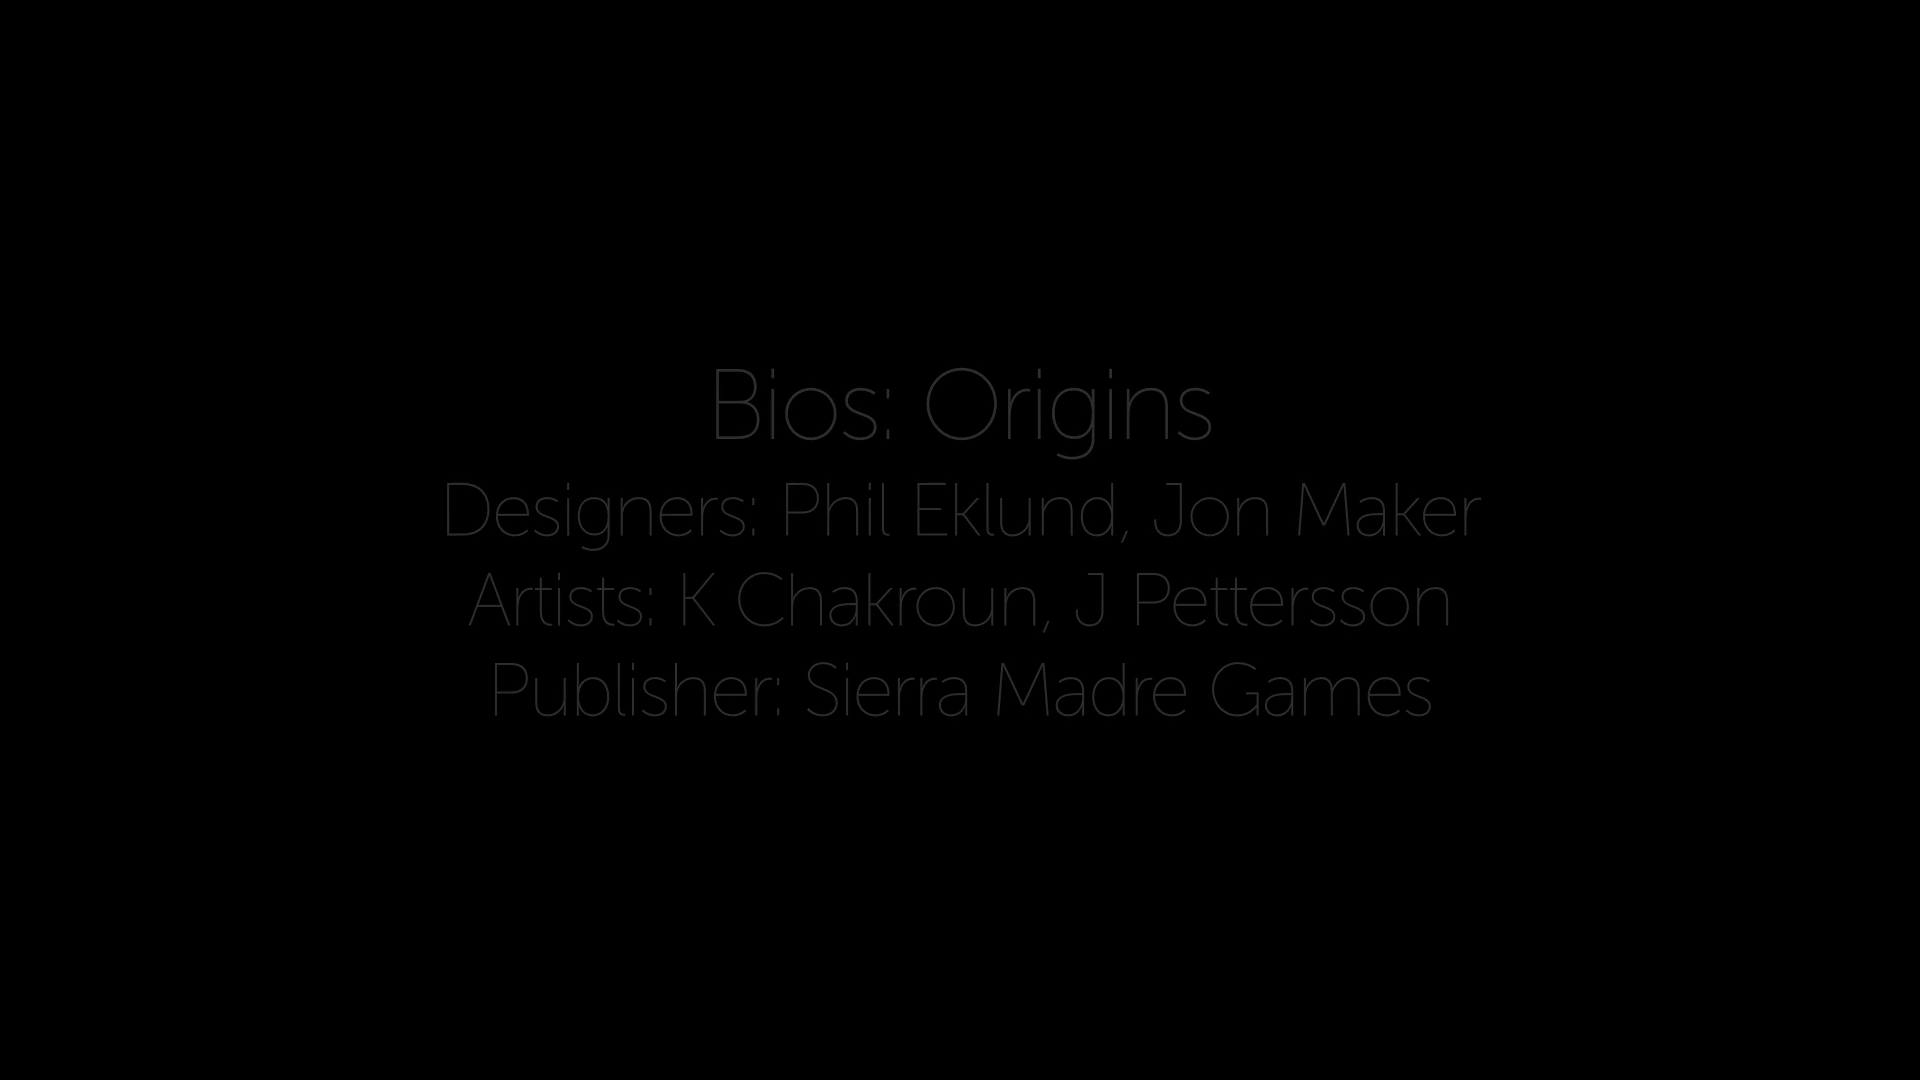 Bios: Origins
Designers: Phil Eklund, Jon Maker
Artists: K Chakroun, J Pettersson
Publisher: Sierra Madre Games